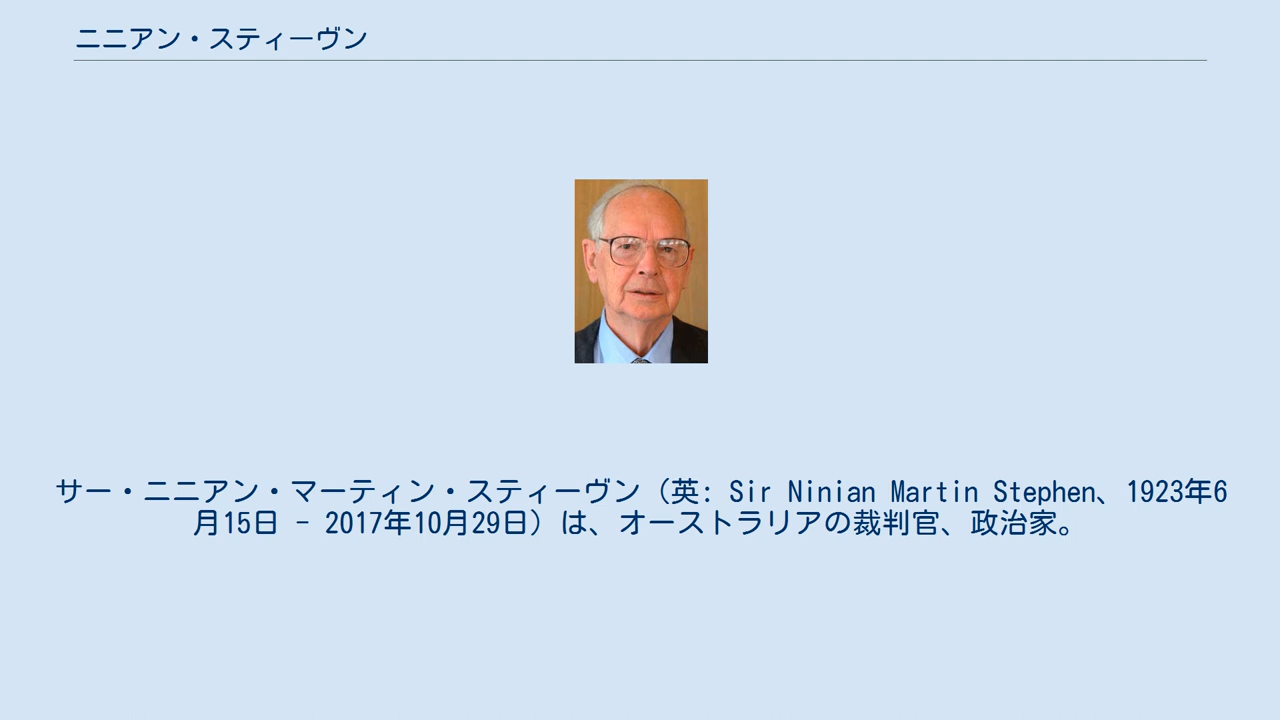 ニニアン・スティーヴン
サー・ニニアン・マーティン・スティーヴン（英: Sir Ninian Martin Stephen、1923年6
月15日 - 2017年10月29日）は、オーストラリアの裁判官、政治家。